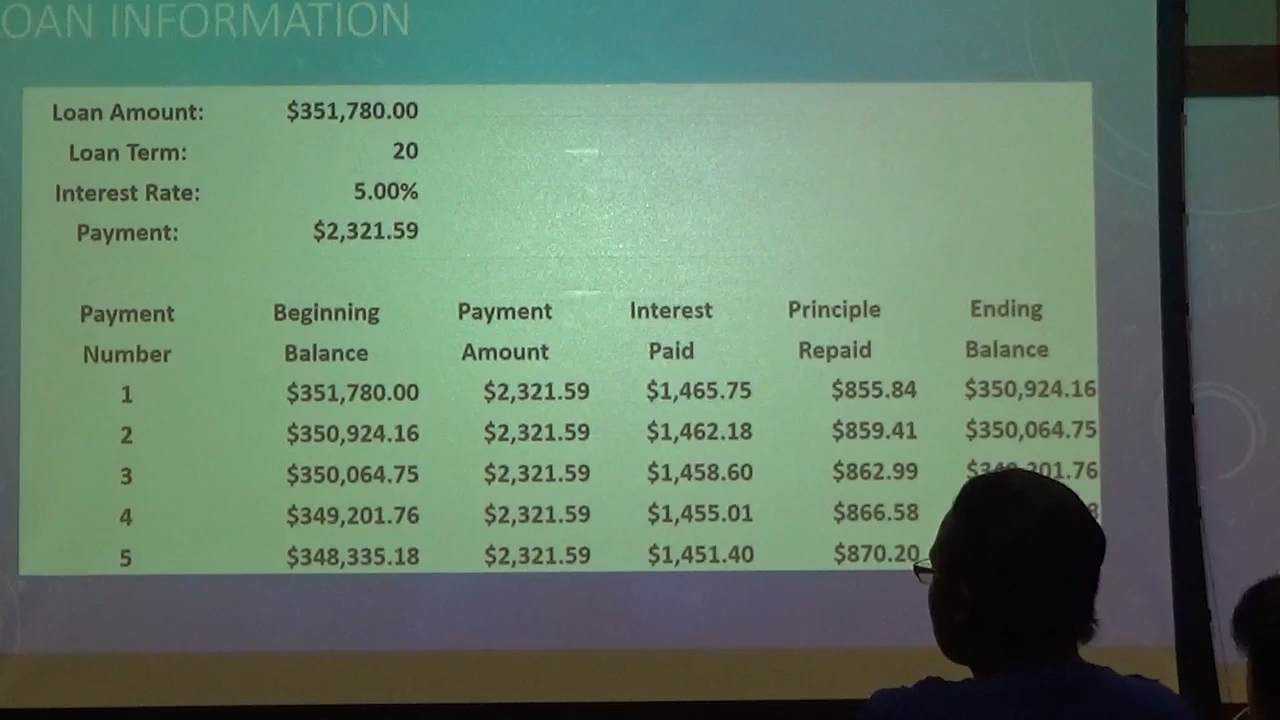 OAN INFORMATION
Loan Amount: $351,780.00
Loan Term: 20
Interest Rate: 5.00%
Payment: $2,321.59
Payment Beginning Payment Interest Principle Ending
Number Balance Amount Paid Repaid Balance
1 $351,780.00 $2,321.59 $1,465.75 $855.84 $350,924.16
2 $350,924.16 $2,321.59 $1,462.18 $859.41 $350,064.75
3 $350,064.75 $2,321.59 $1,458.60 $862.99
4 $349,201.76 $2,321.59 $1,455.01 $866.58
5 $348,335.18 $2,321.59 $1,451.40 $870.20